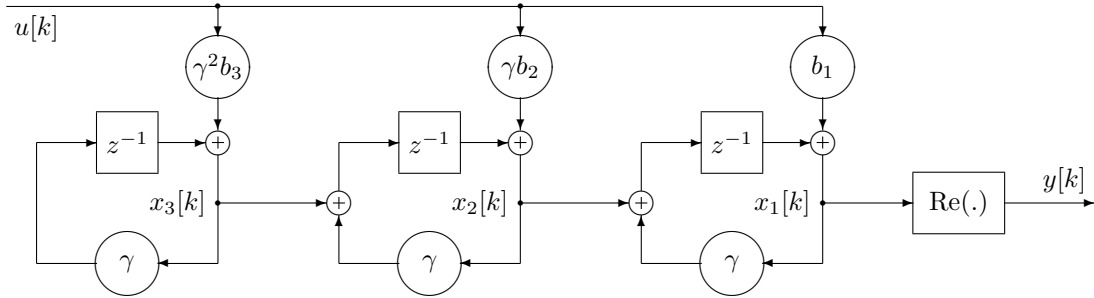 u[k]
γ²b₃
γb₂
b₁
z⁻¹
+
z⁻¹
+
z⁻¹
+
x₃[k]
+
x₂[k]
+
x₁[k]
Re(.)
y[k]
γ
γ
γ